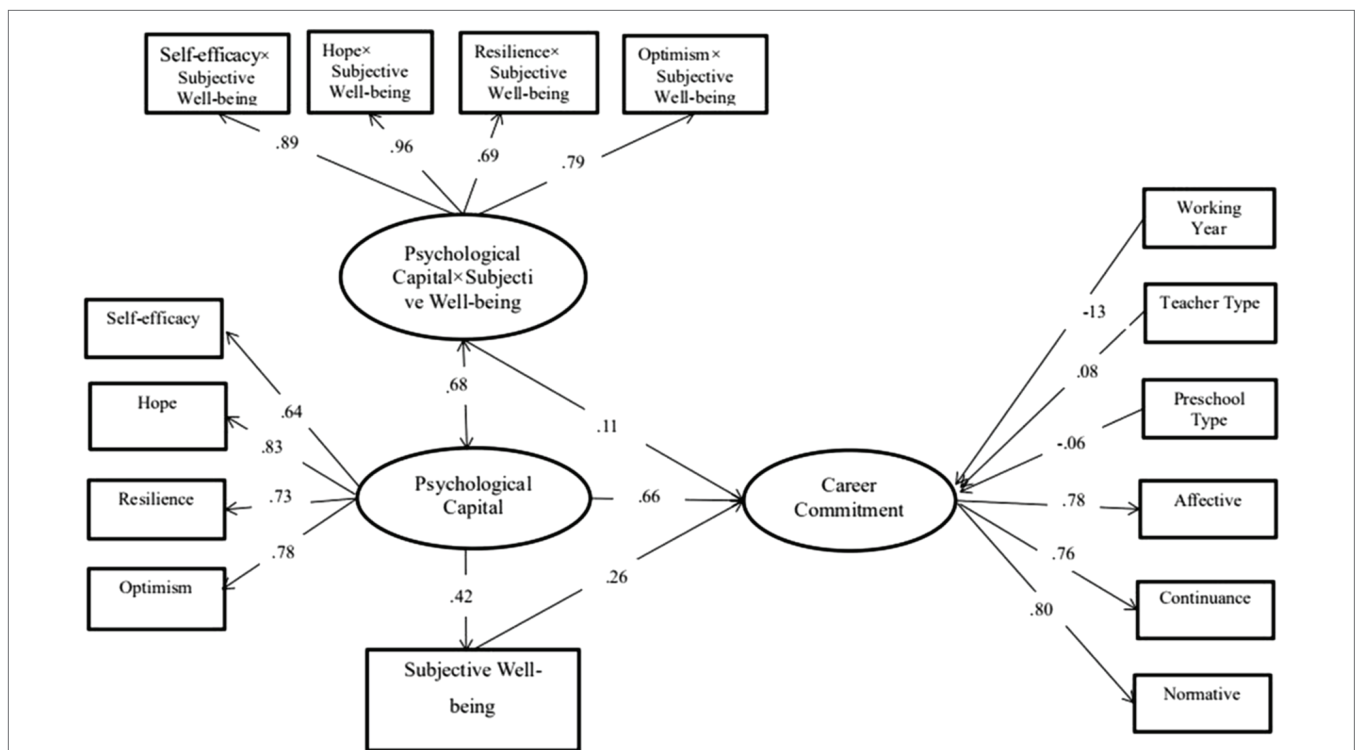 Self-efficacy×
Subjective
Well-being
Hope×
Subjective
Well-being
Resilience×
Subjective
Well-being
Optimism×
Subjective
Well-being
.89
.96
.69
.79
Psychological
Capital×Subjecti
ve Well-being
Working
Year
Teacher Type
Preschool
Type
-13
.08
-.06
Self-efficacy
Hope
Resilience
Optimism
.64
.83
.73
.78
.68
.11
Psychological
Capital
.66
.42
.26
Subjective Well-
being
Career
Commitment
.78
.76
.80
Affective
Continuance
Normative